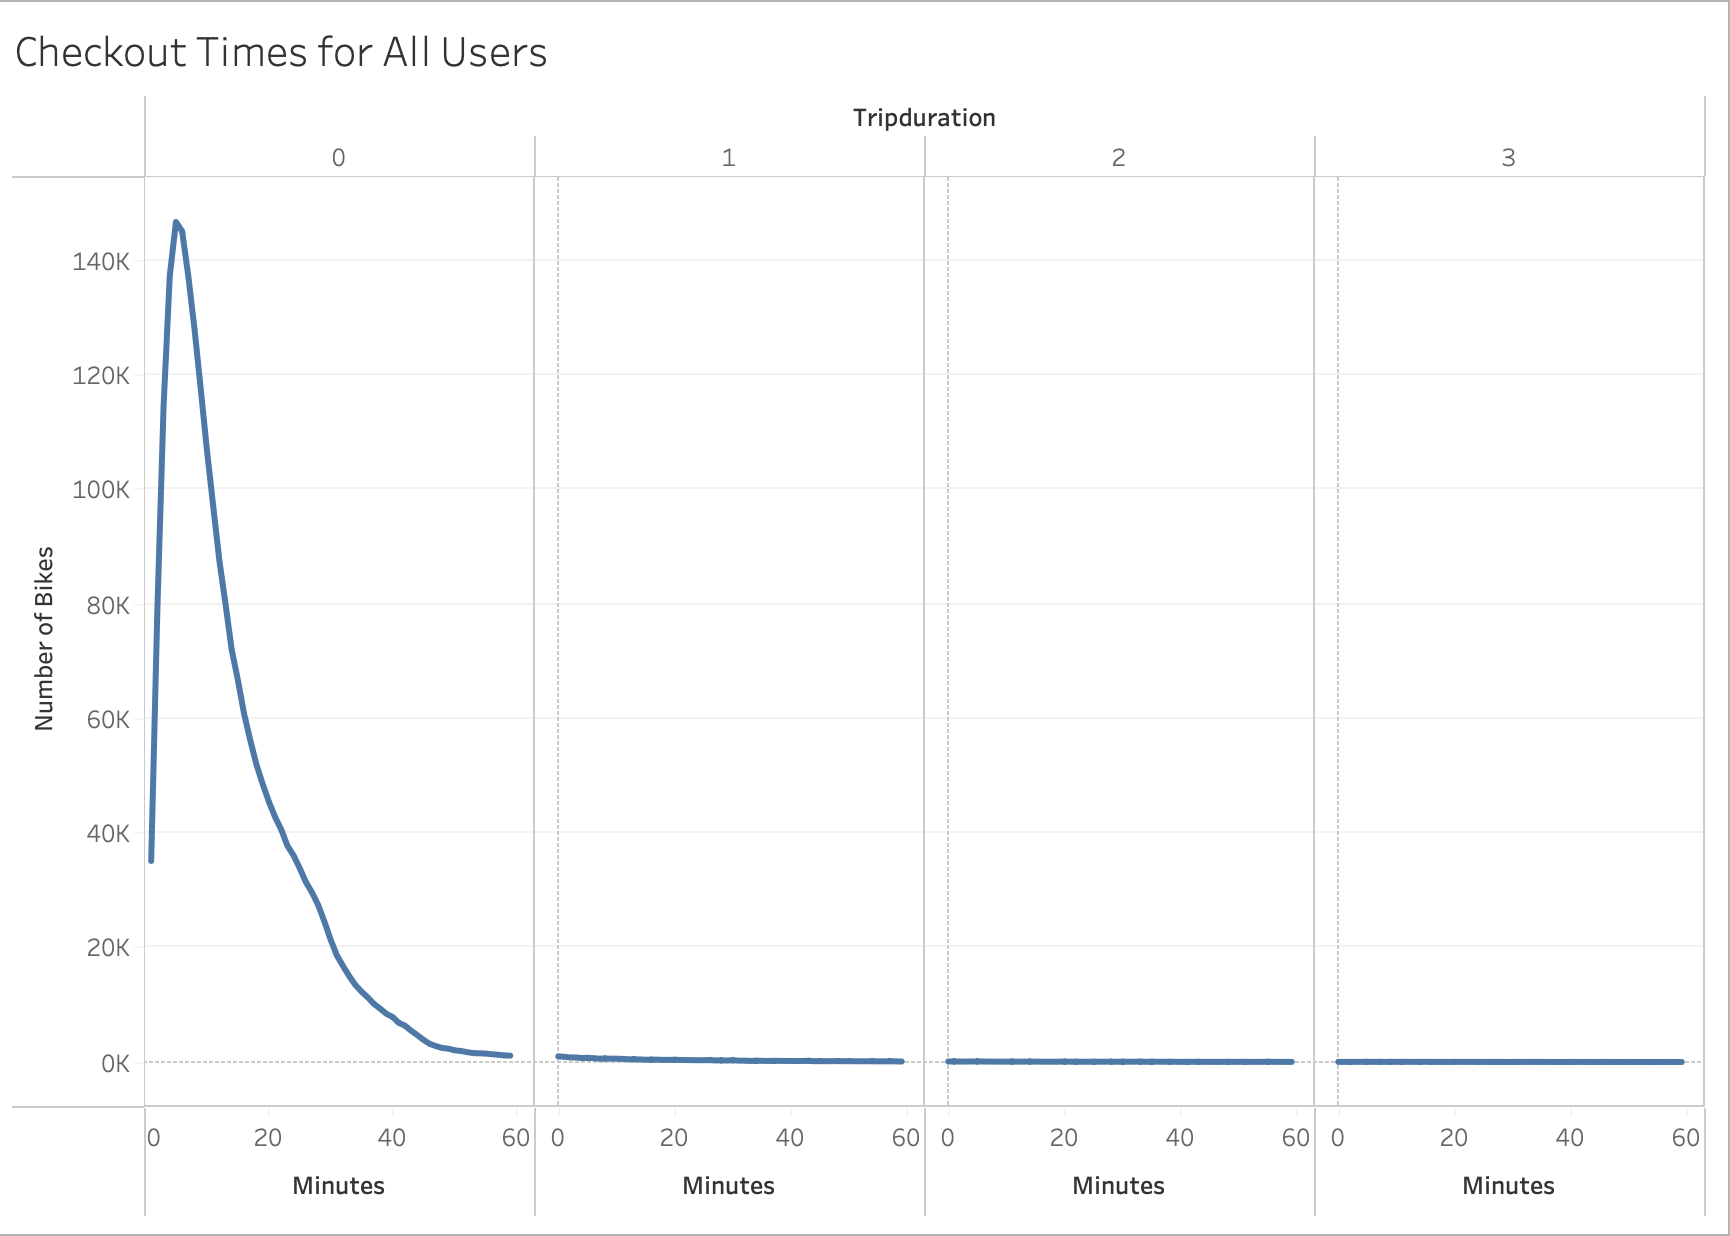 Checkout Times for All Users
Tripduration
0 1 2 3
140K
120K
100K
80K
60K
40K
20K
0K
Number of Bikes
0 20 40 60 0 20 40 60 0 20 40 60 0 20 40 60
Minutes Minutes Minutes Minutes